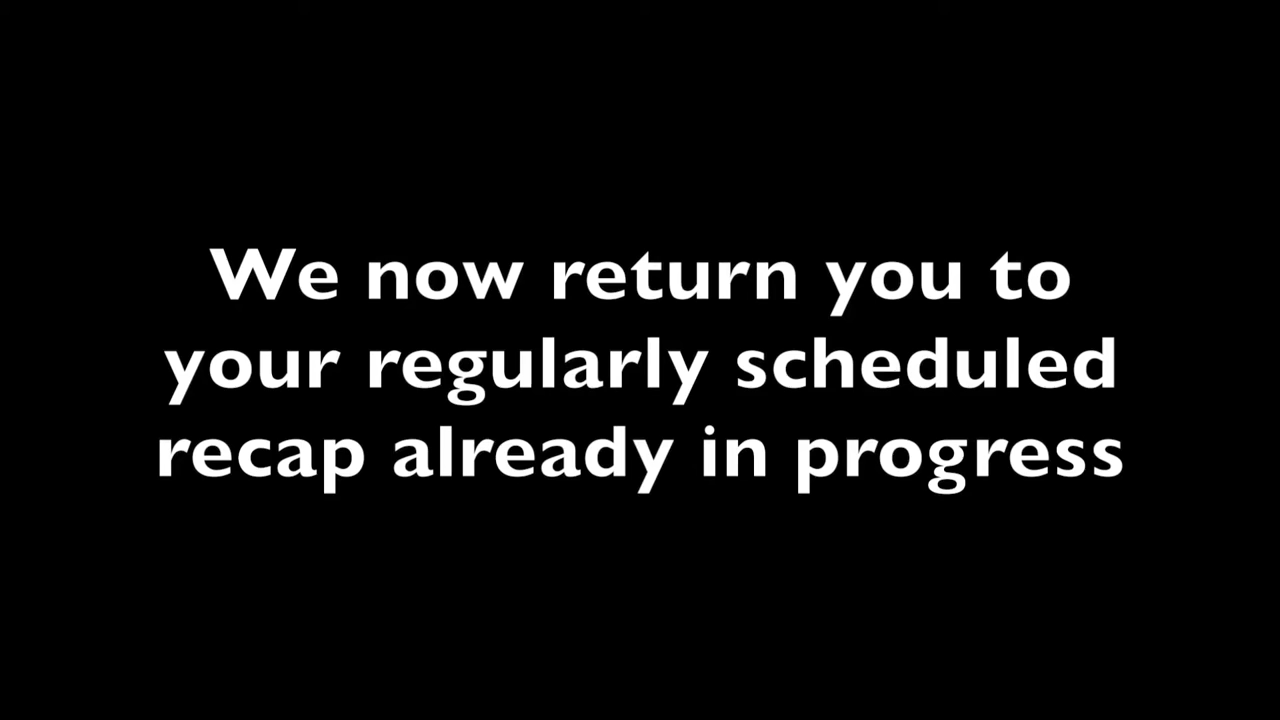 We now return you to
your regularly scheduled
recap already in progress